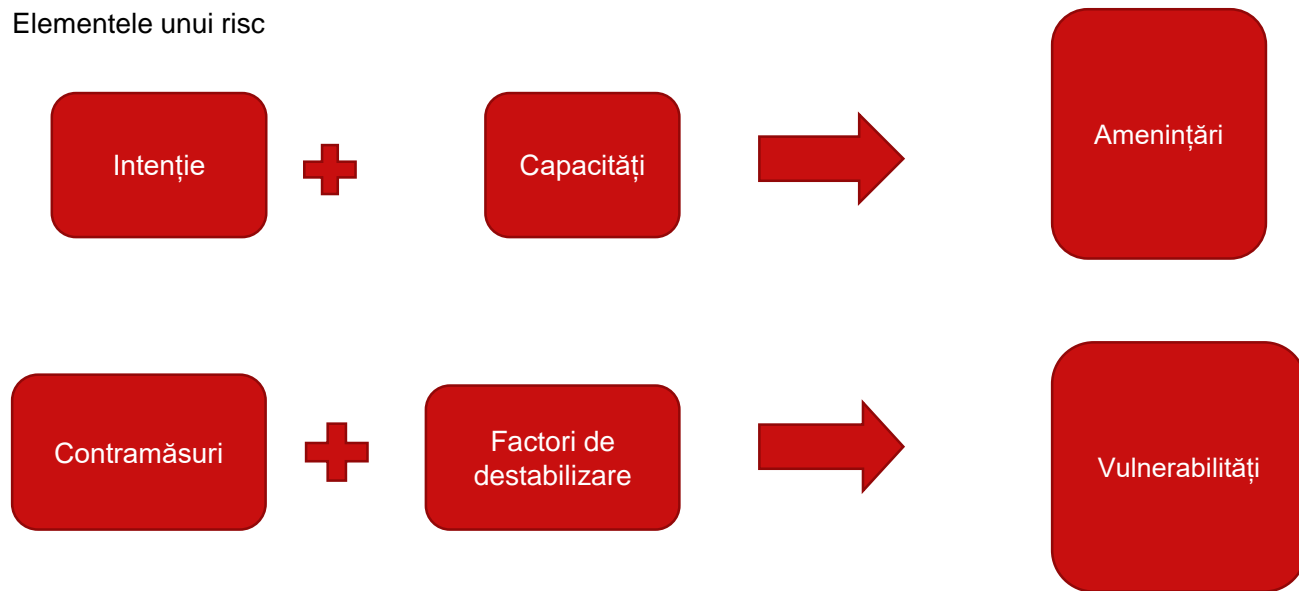 Elementele unui risc
Intenție
Capacități
Amenințări
Contramăsuri
Factori de
destabilizare
Vulnerabilități